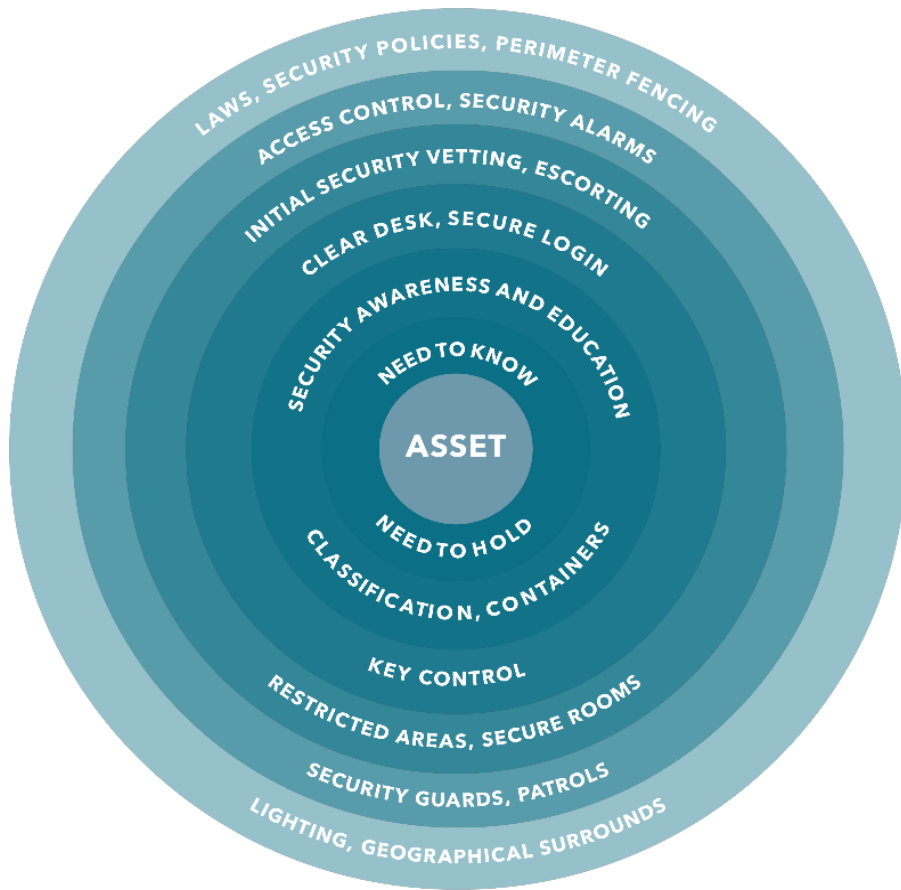 LAWS, SECURITY POLICIES, PERIMETER FENCING
ACCESS CONTROL, SECURITY ALARMS
INITIAL SECURITY VETTING, ESCORTING
CLEAR DESK, SECURE LOGIN
SECURITY AWARENESS AND EDUCATION
NEED TO KNOW
ASSET
NEED TO HOLD
CLASSIFICATION, CONTAINERS
KEY CONTROL
RESTRICTED AREAS, SECURE ROOMS
SECURITY GUARDS, PATROLS
LIGHTING, GEOGRAPHICAL SURROUNDS